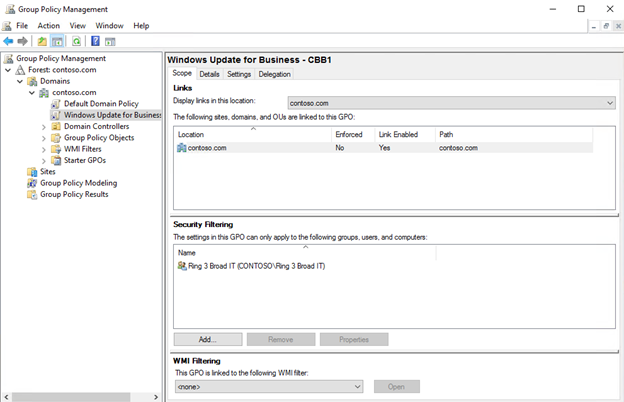 Group Policy Management
File Action View Window Help
Group Policy Management
Forest: contoso.com
Domains
contoso.com
Default Domain Policy
Windows Update for Business
Domain Controllers
Group Policy Objects
WMI Filters
Starter GPOs
Sites
Group Policy Modeling
Group Policy Results
Windows Update for Business - CBB1
Scope Details Settings Delegation
Links
Display links in this location: contoso.com
The following sites, domains, and OUs are linked to this GPO:
Location Enforced Link Enabled Path
contoso.com No Yes contoso.com
Security Filtering
The settings in this GPO can only apply to the following groups, users, and computers:
Name
Ring 3 Broad IT (CONTOSO\Ring 3 Broad IT)
Add... Remove Properties
WMI Filtering
This GPO is linked to the following WMI filter:
<none> Open